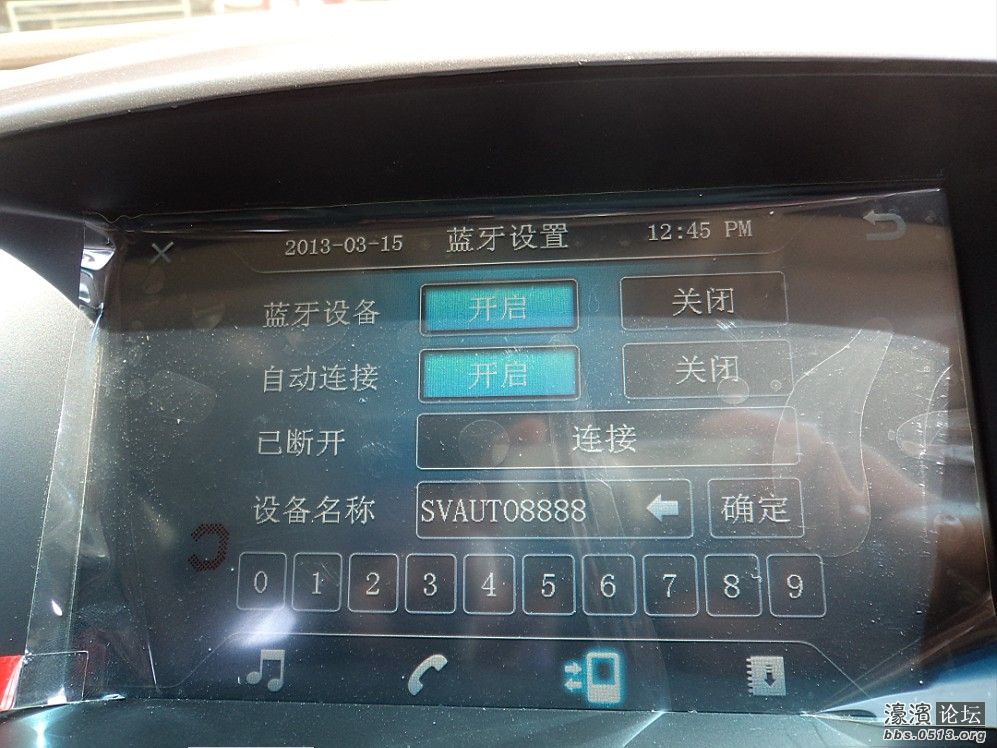 2013-03-15 蓝牙设置 12:45 PM
蓝牙设备 开启 关闭
自动连接 开启 关闭
已断开 连接
设备名称 SVAUTO8888 确定
0 1 2 3 4 5 6 7 8 9
濠滨论坛
bbs.0513.org